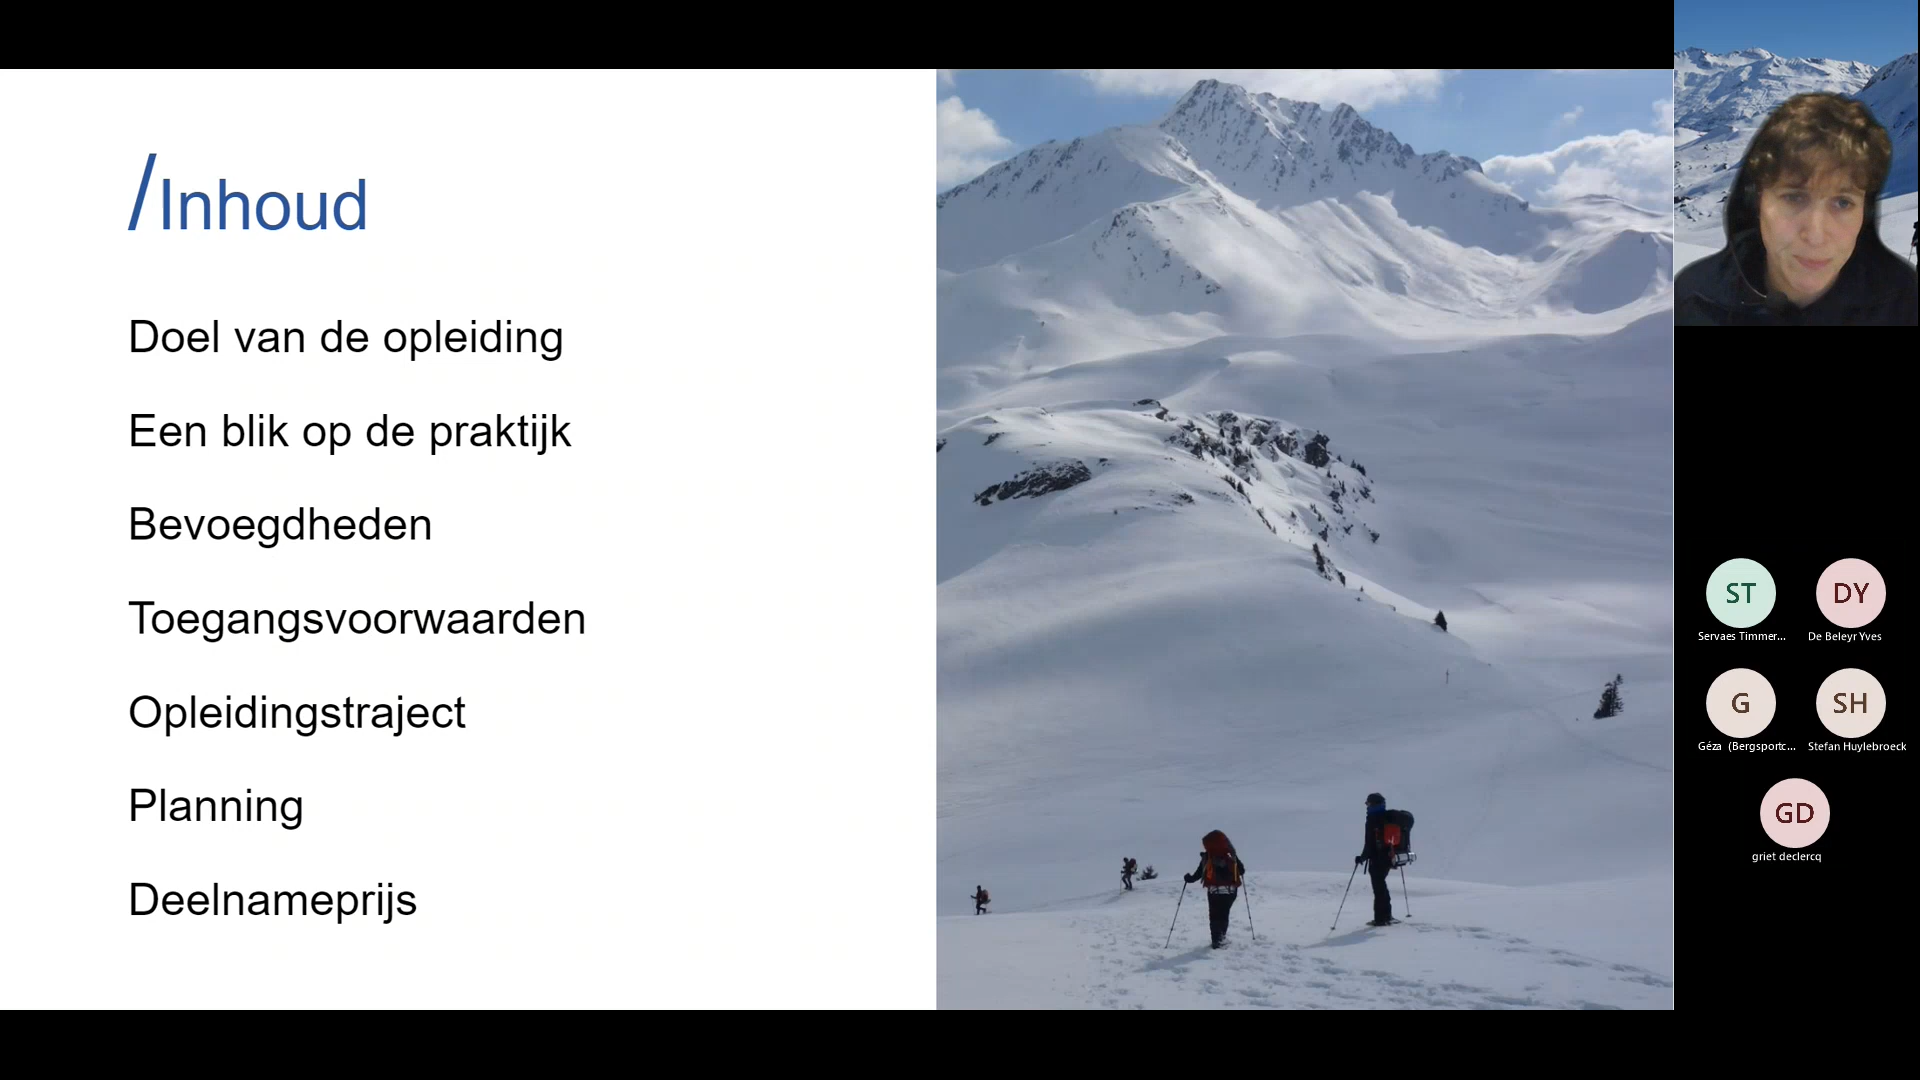 /Inhoud
Doel van de opleiding
Een blik op de praktijk
Bevoegdheden
Toegangsvoorwaarden
Opleidingstraject
Planning
Deelnameprijs
ST
DY
Servaes Timmer...
De Beleyr Yves
G
SH
Géza (Bergsportc...
Stefan Huylebroeck
GD
griet declercq